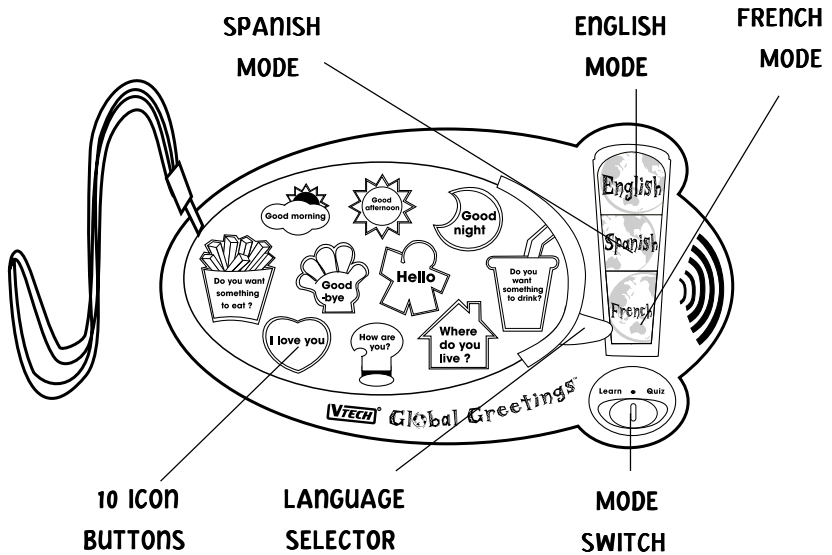 SPANISH
MODE
ENGLISH
MODE
FRENCH
MODE
English
Spanish
French
Good morning
Good
afternoon
Good
night
Do you want
something
to eat ?
Good
-bye
Hello
Do you
want
something
to drink?
I love you
How are
you?
Where
do you
live ?
Learn • Quiz
VTECH® Global Greetings™
10 ICON
BUTTONS
LANGUAGE
SELECTOR
MODE
SWITCH